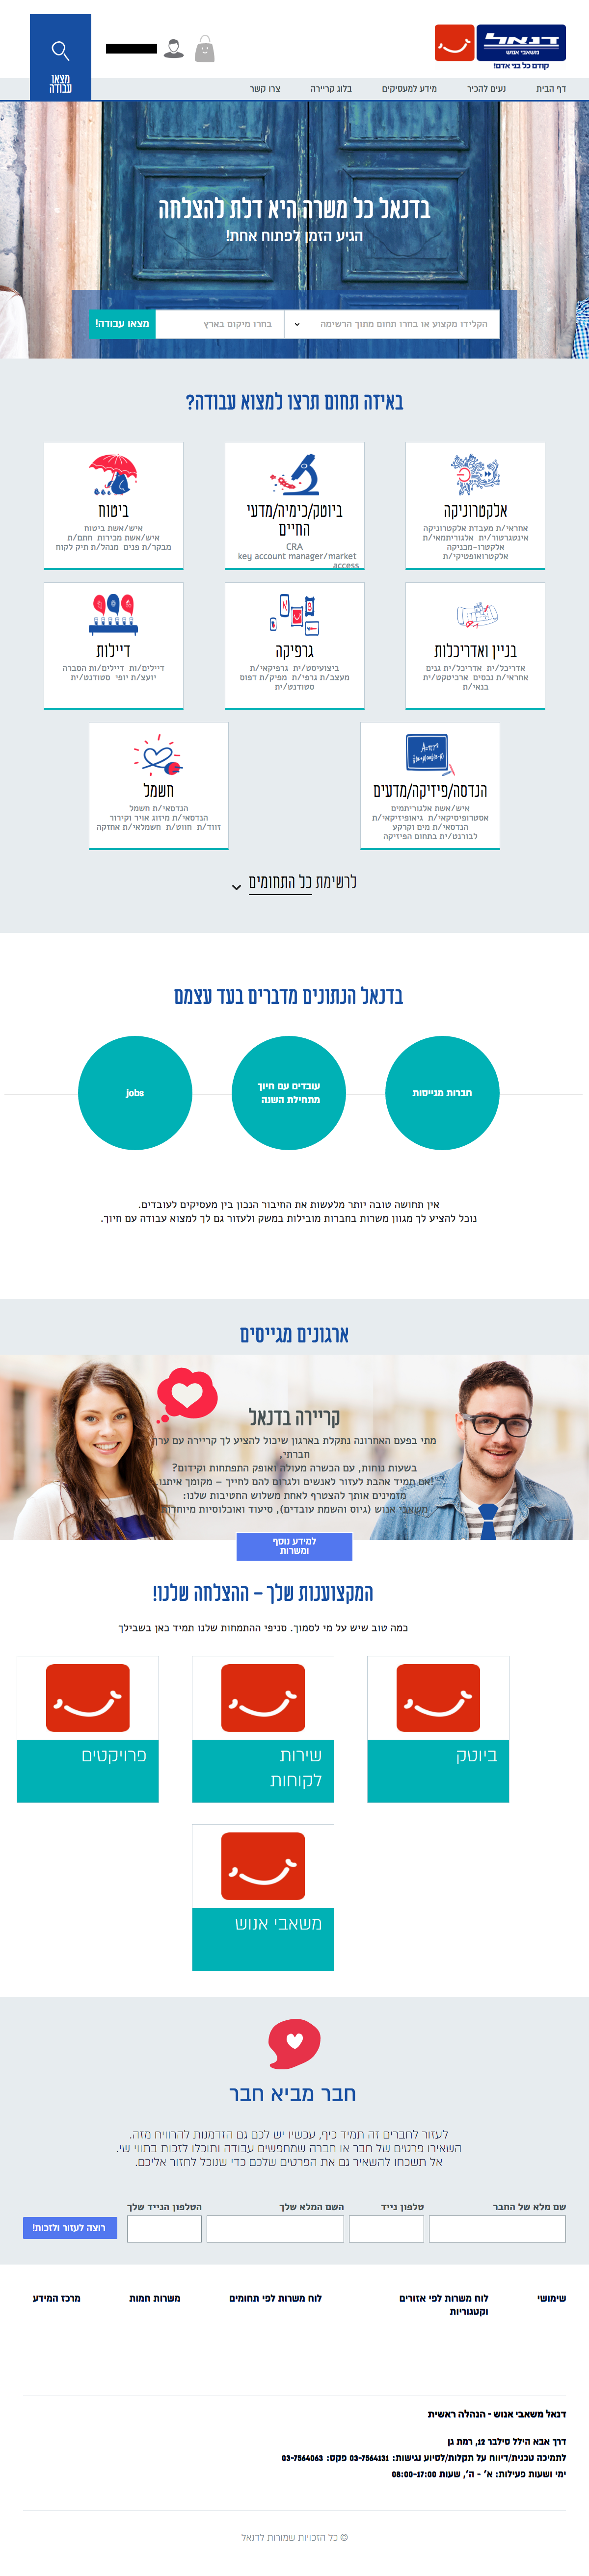 דנאל
משאבי אנוש
קודם כל בני אדם!
מצאו
עבודה
דף הבית
נעים להכיר
מידע למעסיקים
בלוג קריירה
צרו קשר
בדנאל כל משרה היא דלת להצלחה
הגיע הזמן לפתוח אחת!
הקלידו מקצוע או בחרו תחום מתוך הרשימה
בחרו מיקום בארץ
מצאו עבודה!
באיזה תחום תרצו למצוא עבודה?
אלקטרוניקה
אחראי/ת מעבדת אלקטרוניקה
אינטגרטור/ית אלגוריתמאי/ת
אלקטרו-מכניקה
אלקטרואופטיקי/ת
ביוטק/כימיה/מדעי
החיים
CRA
key account manager/market
access
ביטוח
איש/אשת ביטוח
איש/אשת מכירות חתם/ת
מבקר/ת פנים מנהל/ת תיק לקוח
בניין ואדריכלות
אדריכל/ית אדריכל/ית גנים
אחראי/ת נכסים ארכיטקט/ית
בנאי/ת
גרפיקה
ביצועיסט/ית גרפיקאי/ת
מעצב/ת גרפי/ת מפיק/ת דפוס
סטודנט/ית
דיילות
דיילים/ות דיילים/ות הסברה
יועצ/ת יופי סטודנט/ית
הנדסה/פיזיקה/מדעים
איש/אשת אלגוריתמים
אסטרופיסיקאי/ת גיאופיזיקאי/ת
הנדסאי/ת מים וקרקע
לבורנט/ית בתחום הפיזיקה
חשמל
הנדסאי/ת חשמל
הנדסאי/ת מיזוג אויר וקירור
זווד/ת חווט/ת חשמלאי/ת אחזקה
לרשימת כל התחומים
בדנאל הנתונים מדברים בעד עצמם
חברות מגייסות
עובדים עם חיוך
מתחילת השנה
jobs
אין תחושה טובה יותר מלעשות את החיבור הנכון בין מעסיקים לעובדים.
נוכל להציע לך מגוון משרות בחברות מובילות במשק ולעזור גם לך למצוא עבודה עם חיוך.
ארגונים מגייסים
קריירה בדנאל
מתי בפעם האחרונה נתקלת בארגון שיכול להציע לך קריירה עם ערך
חברתי,
בשעות נוחות, עם הכשרה מעולה ואופק התפתחות וקידום?
אם תמיד אהבת לעזור לאנשים ולגרום להם לחייך – מקומך איתנו!
מזמינים אותך להצטרף לאחת משלוש החטיבות שלנו:
משאבי אנוש (גיוס והשמת עובדים), סיעוד ואוכלוסיות מיוחדות
למידע נוסף
ומשרות
המקצוענות שלך – ההצלחה שלנו!
כמה טוב שיש על מי לסמוך. סניפי ההתמחות שלנו תמיד כאן בשבילך
ביוטק
שירות
לקוחות
פרויקטים
משאבי אנוש
חבר מביא חבר
לעזור לחברים זה תמיד כיף, עכשיו יש לכם גם הזדמנות להרוויח מזה.
השאירו פרטים של חבר או חברה שמחפשים עבודה ותוכלו לזכות בתווי שי.
אל תשכחו להשאיר גם את הפרטים שלכם כדי שנוכל לחזור אליכם.
שם מלא של החבר
טלפון נייד
השם המלא שלך
הטלפון הנייד שלך
רוצה לעזור ולזכות!
שימושי
לוח משרות לפי אזורים
וקטגוריות
לוח משרות לפי תחומים
משרות חמות
מרכז המידע
דנאל משאבי אנוש - הנהלה ראשית
דרך אבא הילל סילבר 12, רמת גן
לתמיכה טכנית/דיווח על תקלות/לסיוע נגישות: 03-7564131 פקס: 03-7564063
ימי ושעות פעילות: א' - ה', שעות 08:00-17:00
© כל הזכויות שמורות לדנאל